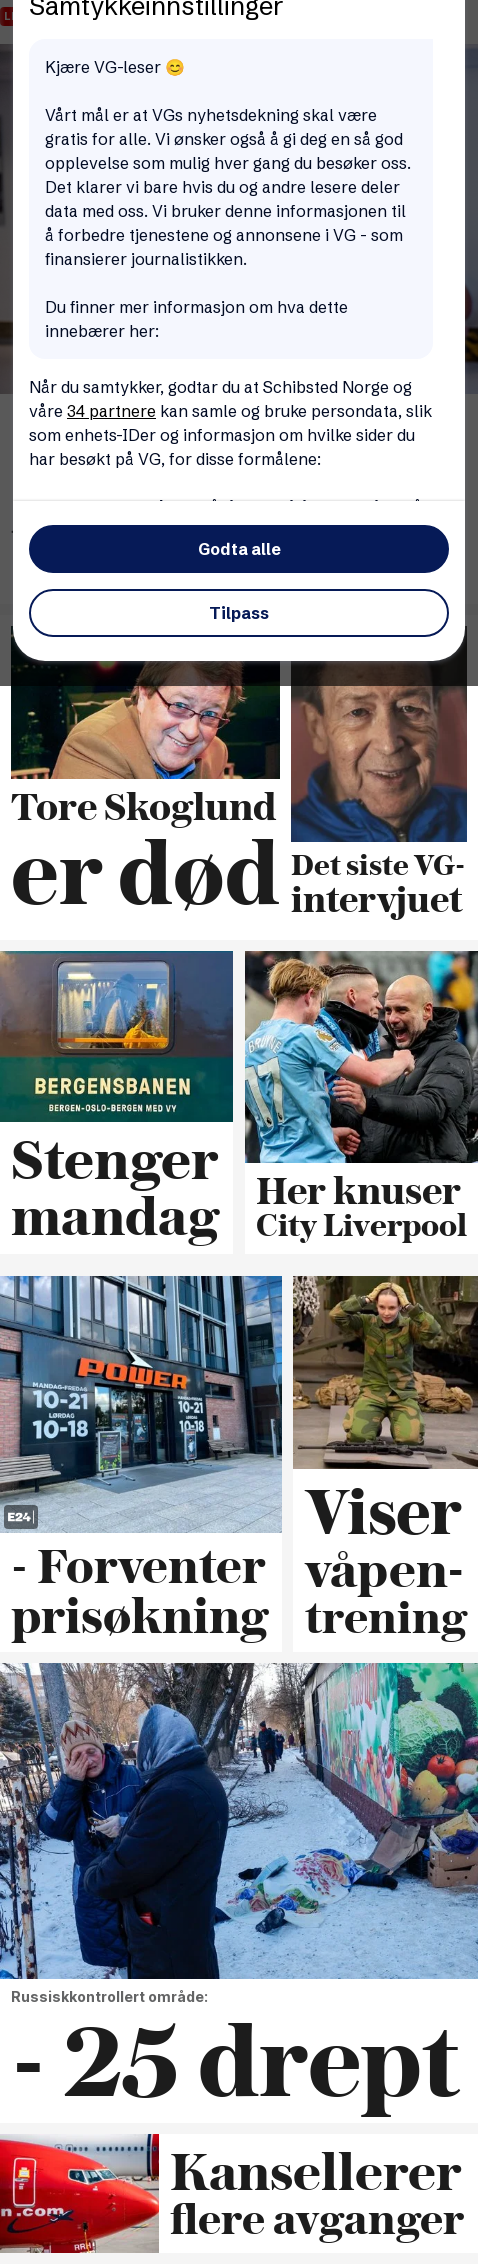 Samtykkeinnstillinger
Kjære VG-leser 😊
Vårt mål er at VGs nyhetsdekning skal være
gratis for alle. Vi ønsker også å gi deg en så god
opplevelse som mulig hver gang du besøker oss.
Det klarer vi bare hvis du og andre lesere deler
data med oss. Vi bruker denne informasjonen til
å forbedre tjenestene og annonsene i VG - som
finansierer journalistikken.
Du finner mer informasjon om hva dette
innebærer her:
Når du samtykker, godtar du at Schibsted Norge og
våre 34 partnere kan samle og bruke persondata, slik
som enhets-IDer og informasjon om hvilke sider du
har besøkt på VG, for disse formålene:
Godta alle
Tilpass
Tore Skoglund
er død
Det siste VG-
intervjuet
BERGENSBANEN
BERGEN-OSLO-BERGEN MED VY
Stenger
mandag
BRUYNE
17
Her knuser
City Liverpool
POWER
MANDAG-FREDAG
10-21
LØRDAG
10-18
MANDAG-FREDAG
10-21
LØRDAG
10-18
E24
- Forventer
prisøkning
Viser
våpen-
trening
Russiskkontrollert område:
- 25 drept
n.com
Kansellerer
flere avganger